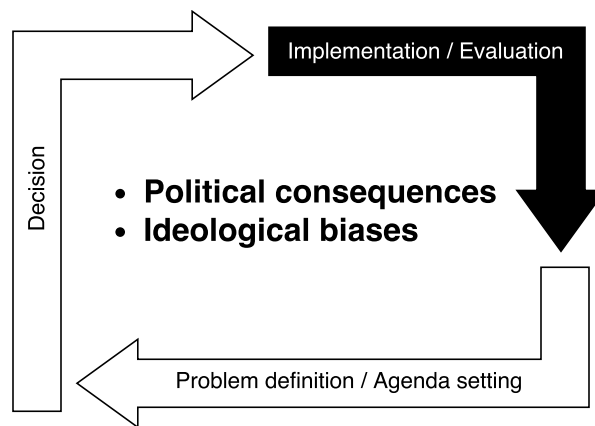 Implementation / Evaluation
Decision
• Political consequences
• Ideological biases
Problem definition / Agenda setting